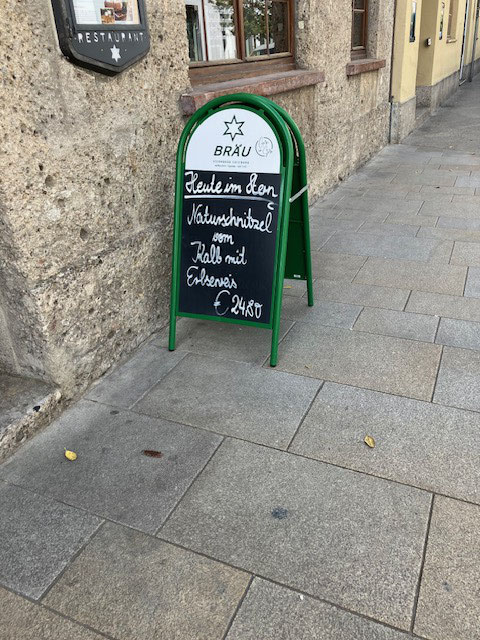 RESTAURANT
BRÄU
Heute im Stern
Naturschnitzel
vom
Kalb mit
Erbsenreis
€ 24,80